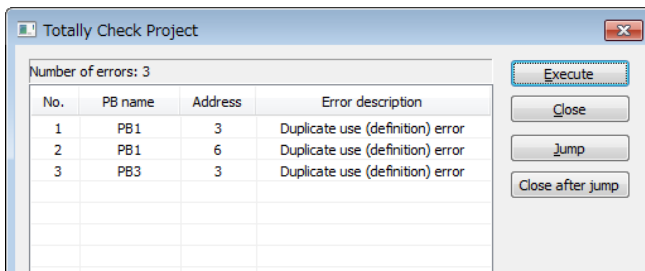 Totally Check Project
Number of errors: 3
Execute
No. PB name Address Error description
Close
1 PB1 3 Duplicate use (definition) error
2 PB1 6 Duplicate use (definition) error
Jump
3 PB3 3 Duplicate use (definition) error
Close after jump